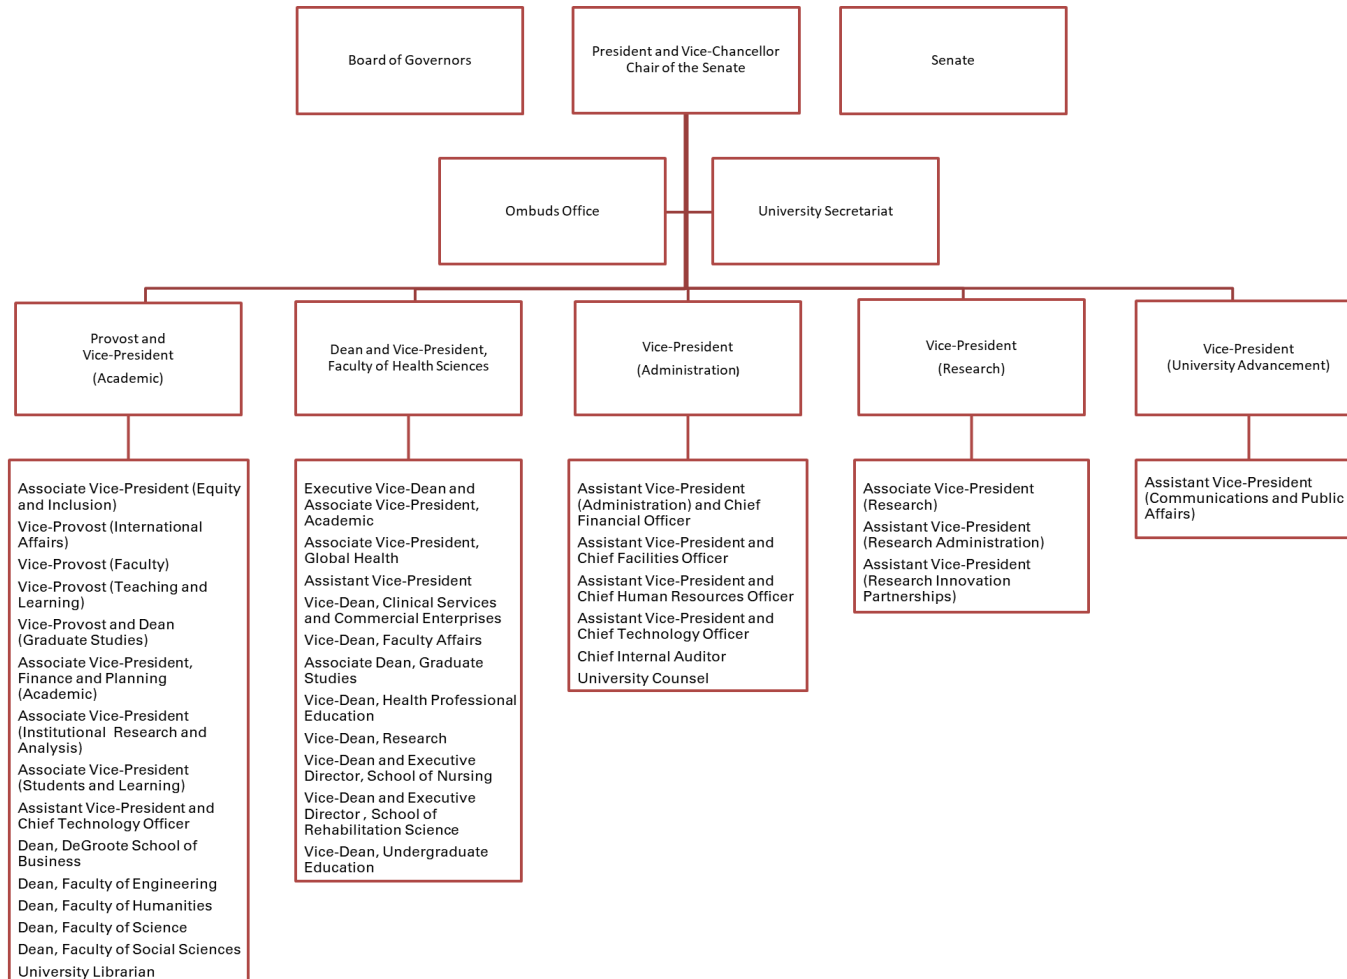 Board of Governors
President and Vice-Chancellor
Chair of the Senate
Senate
Ombuds Office
University Secretariat
Provost and
Vice-President
(Academic)
Dean and Vice-President,
Faculty of Health Sciences
Vice-President
(Administration)
Vice-President
(Research)
Vice-President
(University Advancement)
Associate Vice-President (Equity
and Inclusion)
Vice-Provost (International
Affairs)
Vice-Provost (Faculty)
Vice-Provost (Teaching and
Learning)
Vice-Provost and Dean
(Graduate Studies)
Associate Vice-President,
Finance and Planning
(Academic)
Associate Vice-President
(Institutional Research and
Analysis)
Associate Vice-President
(Students and Learning)
Assistant Vice-President and
Chief Technology Officer
Dean, DeGroote School of
Business
Dean, Faculty of Engineering
Dean, Faculty of Humanities
Dean, Faculty of Science
Dean, Faculty of Social Sciences
University Librarian
Executive Vice-Dean and
Associate Vice-President,
Academic
Associate Vice-President,
Global Health
Assistant Vice-President
Vice-Dean, Clinical Services
and Commercial Enterprises
Vice-Dean, Faculty Affairs
Associate Dean, Graduate
Studies
Vice-Dean, Health Professional
Education
Vice-Dean, Research
Vice-Dean and Executive
Director, School of Nursing
Vice-Dean and Executive
Director , School of
Rehabilitation Science
Vice-Dean, Undergraduate
Education
Assistant Vice-President
(Administration) and Chief
Financial Officer
Assistant Vice-President and
Chief Facilities Officer
Assistant Vice-President and
Chief Human Resources Officer
Assistant Vice-President and
Chief Technology Officer
Chief Internal Auditor
University Counsel
Associate Vice-President
(Research)
Assistant Vice-President
(Research Administration)
Assistant Vice-President
(Research Innovation
Partnerships)
Assistant Vice-President
(Communications and Public
Affairs)